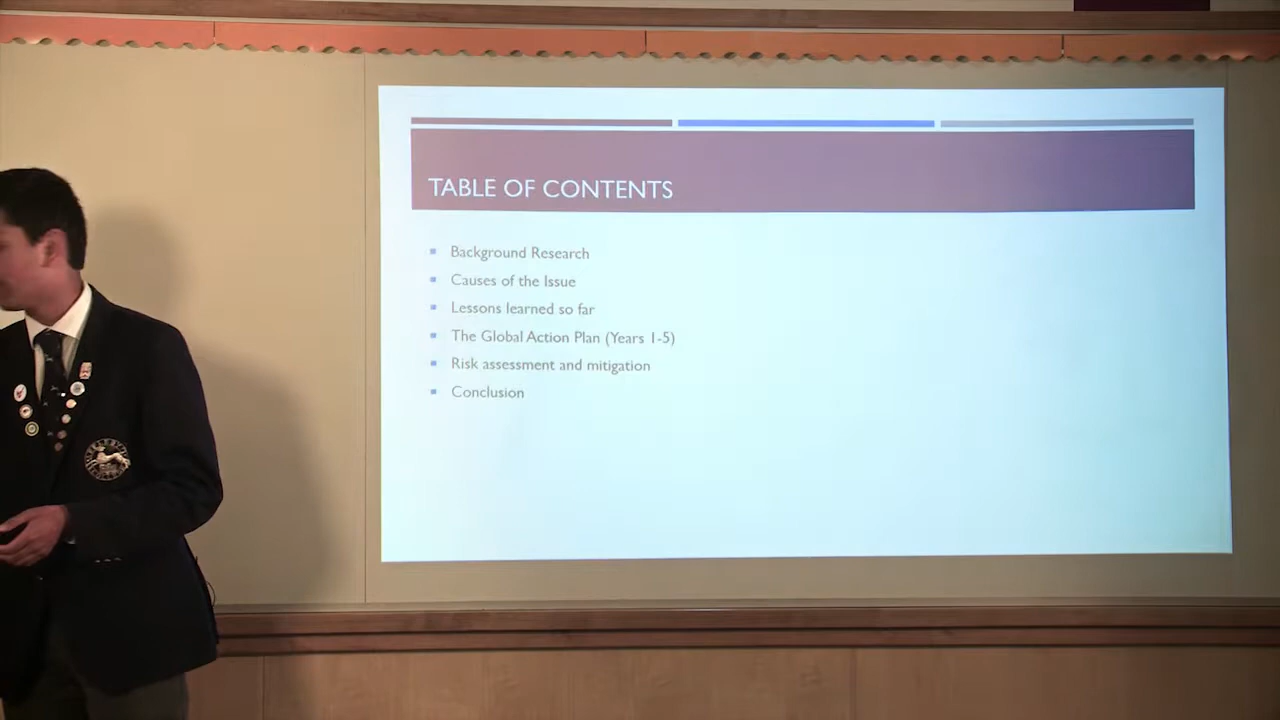 TABLE OF CONTENTS
Background Research
Causes of the Issue
Lessons learned so far
The Global Action Plan (Years 1-5)
Risk assessment and mitigation
Conclusion